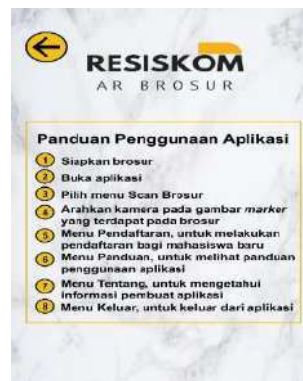 RESISKOM
AR BROSUR
Panduan Penggunaan Aplikasi
1 Siapkan brosur
2 Buka aplikasi
3 Pilih menu Scan Brosur
4 Arahkan kamera pada gambar marker
yang terdapat pada brosur
5 Menu Pendaftaran, untuk melakukan
pendaftaran bagi mahasiswa baru
6 Menu Panduan, untuk melihat panduan
penggunaan aplikasi
7 Menu Tentang, untuk mengetahui
informasi pembuat aplikasi
8 Menu Keluar, untuk keluar dari aplikasi